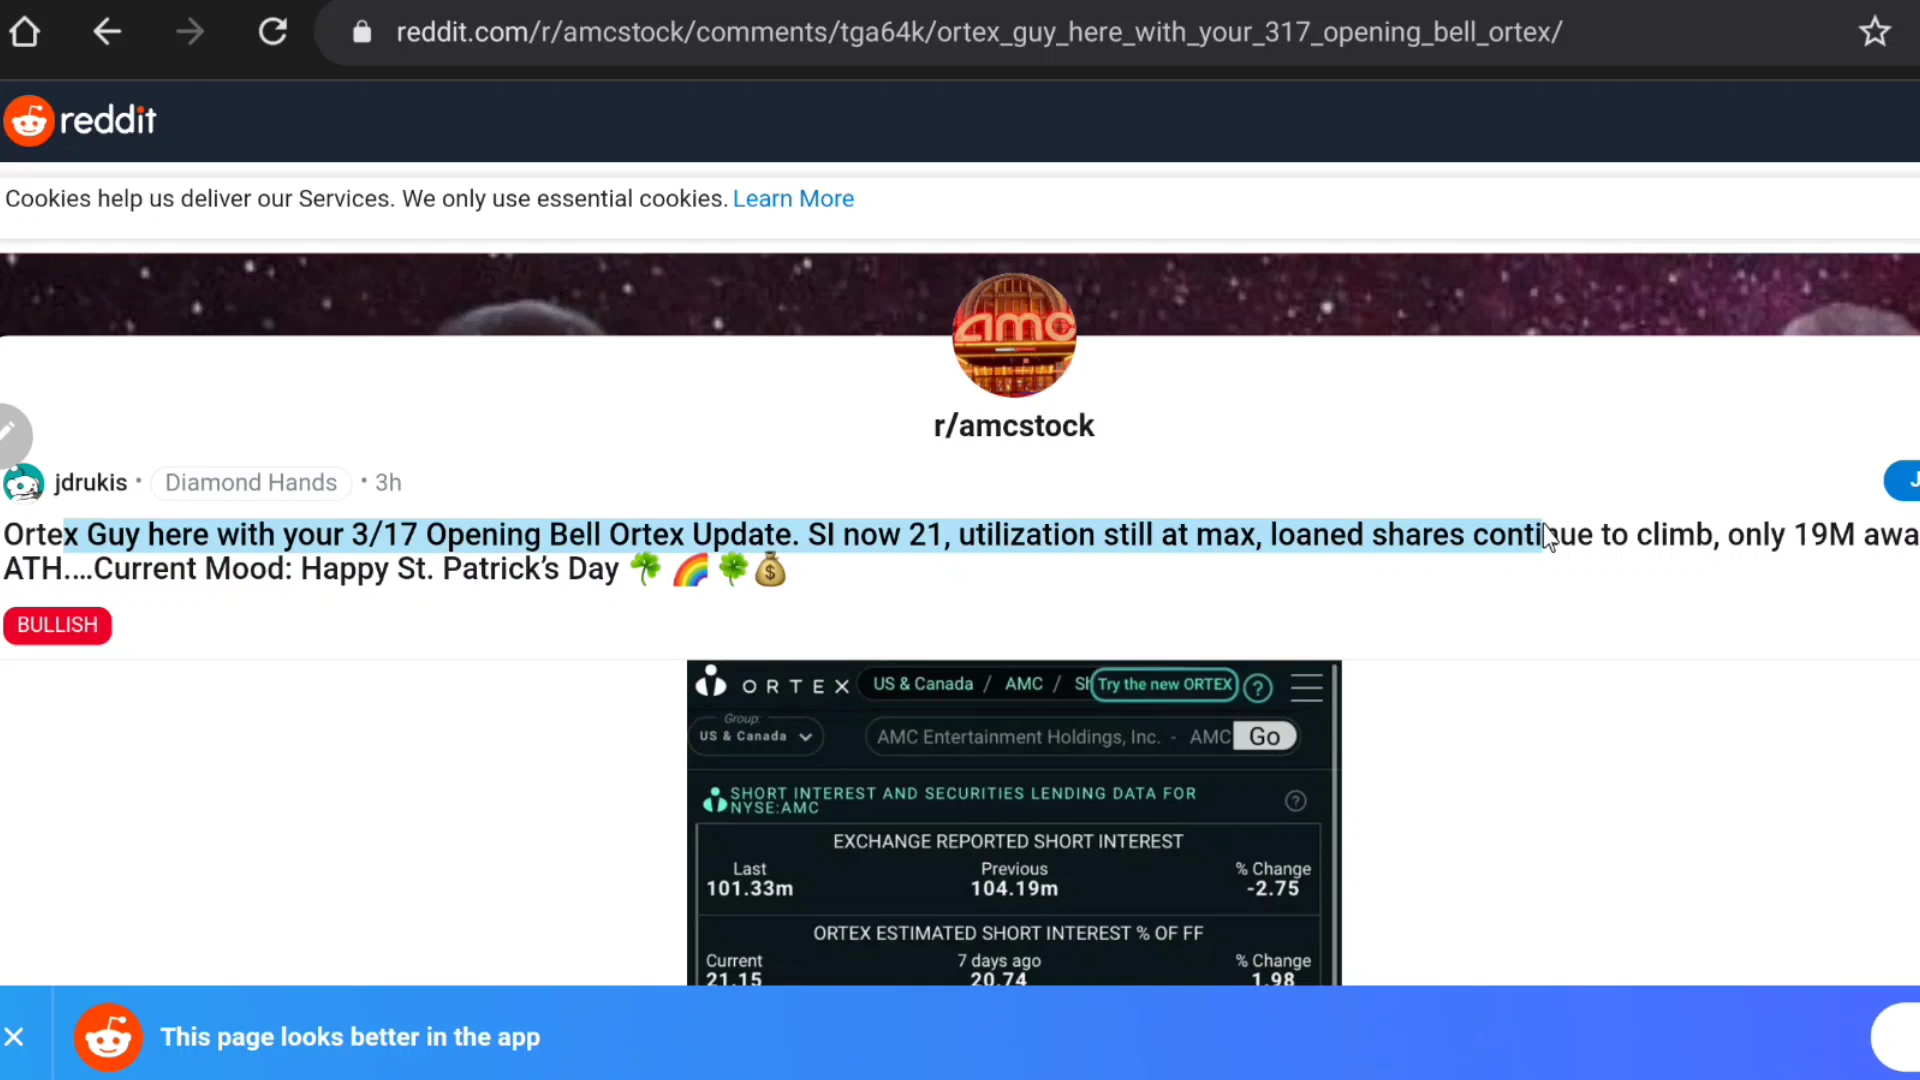 reddit.com/r/amcstock/comments/tga64k/ortex_guy_here_with_your_317_opening_bell_ortex/
reddit
Cookies help us deliver our Services. We only use essential cookies. Learn More
amc
r/amcstock
jdrukis • Diamond Hands • 3h
J
Ortex Guy here with your 3/17 Opening Bell Ortex Update. SI now 21, utilization still at max, loaned shares continue to climb, only 19M awa
ATH....Current Mood: Happy St. Patrick's Day 🍀 🌈 🍀 💰
BULLISH
ORTEX US & Canada / AMC / Sh Try the new ORTEX ?
Group:
US & Canada AMC Entertainment Holdings, Inc. - AMC Go
SHORT INTEREST AND SECURITIES LENDING DATA FOR
NYSE:AMC ?
EXCHANGE REPORTED SHORT INTEREST
Last Previous % Change
101.33m 104.19m -2.75
ORTEX ESTIMATED SHORT INTEREST % OF FF
Current 7 days ago % Change
21.15 20.74 1.98
This page looks better in the app